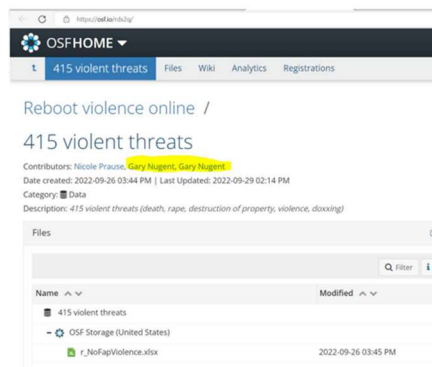 https://osf.io/rdx2q/
OSFHOME
t 415 violent threats Files Wiki Analytics Registrations
Reboot violence online /
415 violent threats
Contributors: Nicole Prause, Gary Nugent, Gary Nugent
Date created: 2022-09-26 03:44 PM | Last Updated: 2022-09-29 02:14 PM
Category: Data
Description: 415 violent threats (death, rape, destruction of property, violence, doxxing)
Files
Filter i
Name Modified
415 violent threats
- OSF Storage (United States)
r_NoFapViolence.xlsx 2022-09-26 03:45 PM